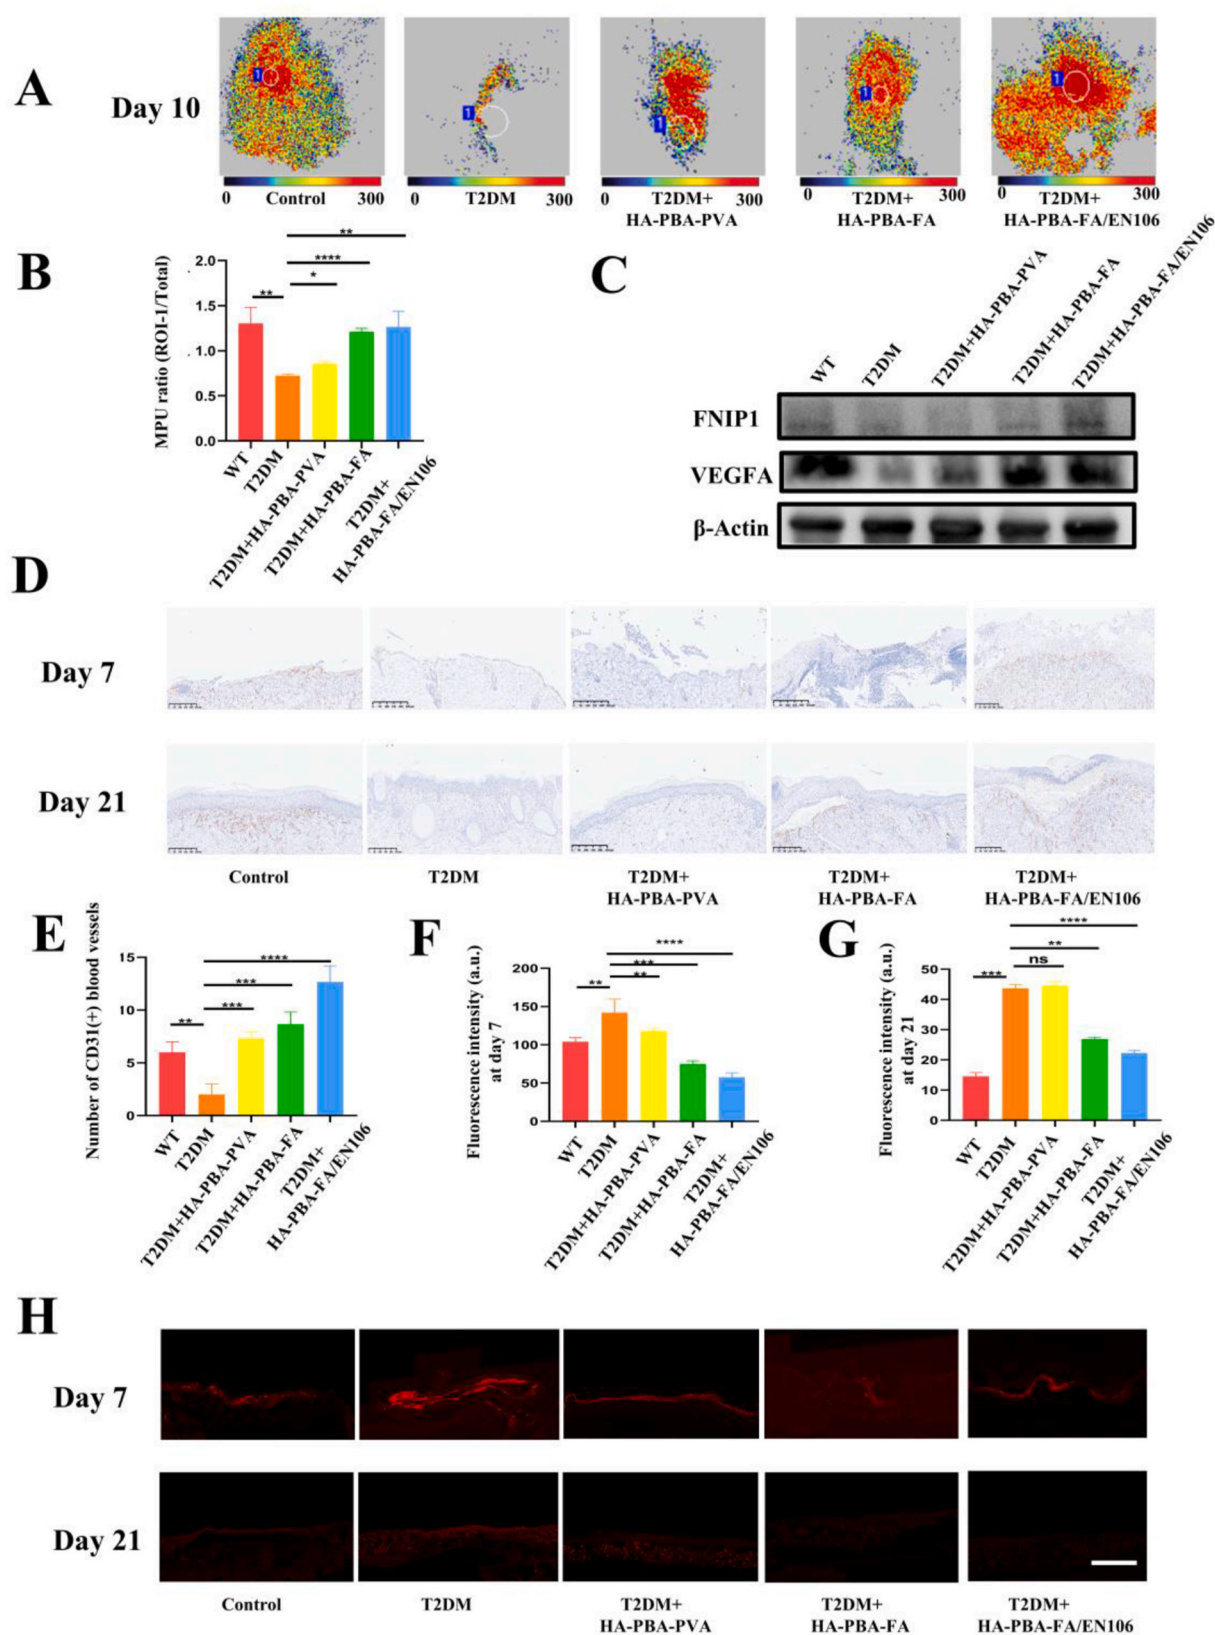 A
Day 10
1
1
1
1
1
0 300
Control
0 300
T2DM
0 300
T2DM+
HA-PBA-PVA
0 300
T2DM+
HA-PBA-FA
0 300
T2DM+
HA-PBA-FA/EN106
B
MPU ratio (ROI-1/Total)
2.0
1.5
1.0
0.5
0.0
**
****
*
**
WT
T2DM
T2DM+HA-PBA-PVA
T2DM+HA-PBA-FA
T2DM+
HA-PBA-FA/EN106
C
WT
T2DM
T2DM+HA-PBA-PVA
T2DM+HA-PBA-FA
T2DM+HA-PBA-FA/EN106
FNIP1
VEGFA
β-Actin
D
Day 7
Day 21
Control
T2DM
T2DM+
HA-PBA-PVA
T2DM+
HA-PBA-FA
T2DM+
HA-PBA-FA/EN106
E
Number of CD31(+) blood vessels
15
10
5
0
****
***
***
**
WT
T2DM
T2DM+HA-PBA-PVA
T2DM+HA-PBA-FA
T2DM+
HA-PBA-FA/EN106
F
Fluorescence intensity (a.u.)
at day 7
200
150
100
50
0
****
***
**
**
WT
T2DM
T2DM+HA-PBA-PVA
T2DM+HA-PBA-FA
T2DM+
HA-PBA-FA/EN106
G
Fluorescence intensity (a.u.)
at day 21
50
40
30
20
10
0
****
**
ns
***
WT
T2DM
T2DM+HA-PBA-PVA
T2DM+HA-PBA-FA
T2DM+
HA-PBA-FA/EN106
H
Day 7
Day 21
Control
T2DM
T2DM+
HA-PBA-PVA
T2DM+
HA-PBA-FA
T2DM+
HA-PBA-FA/EN106